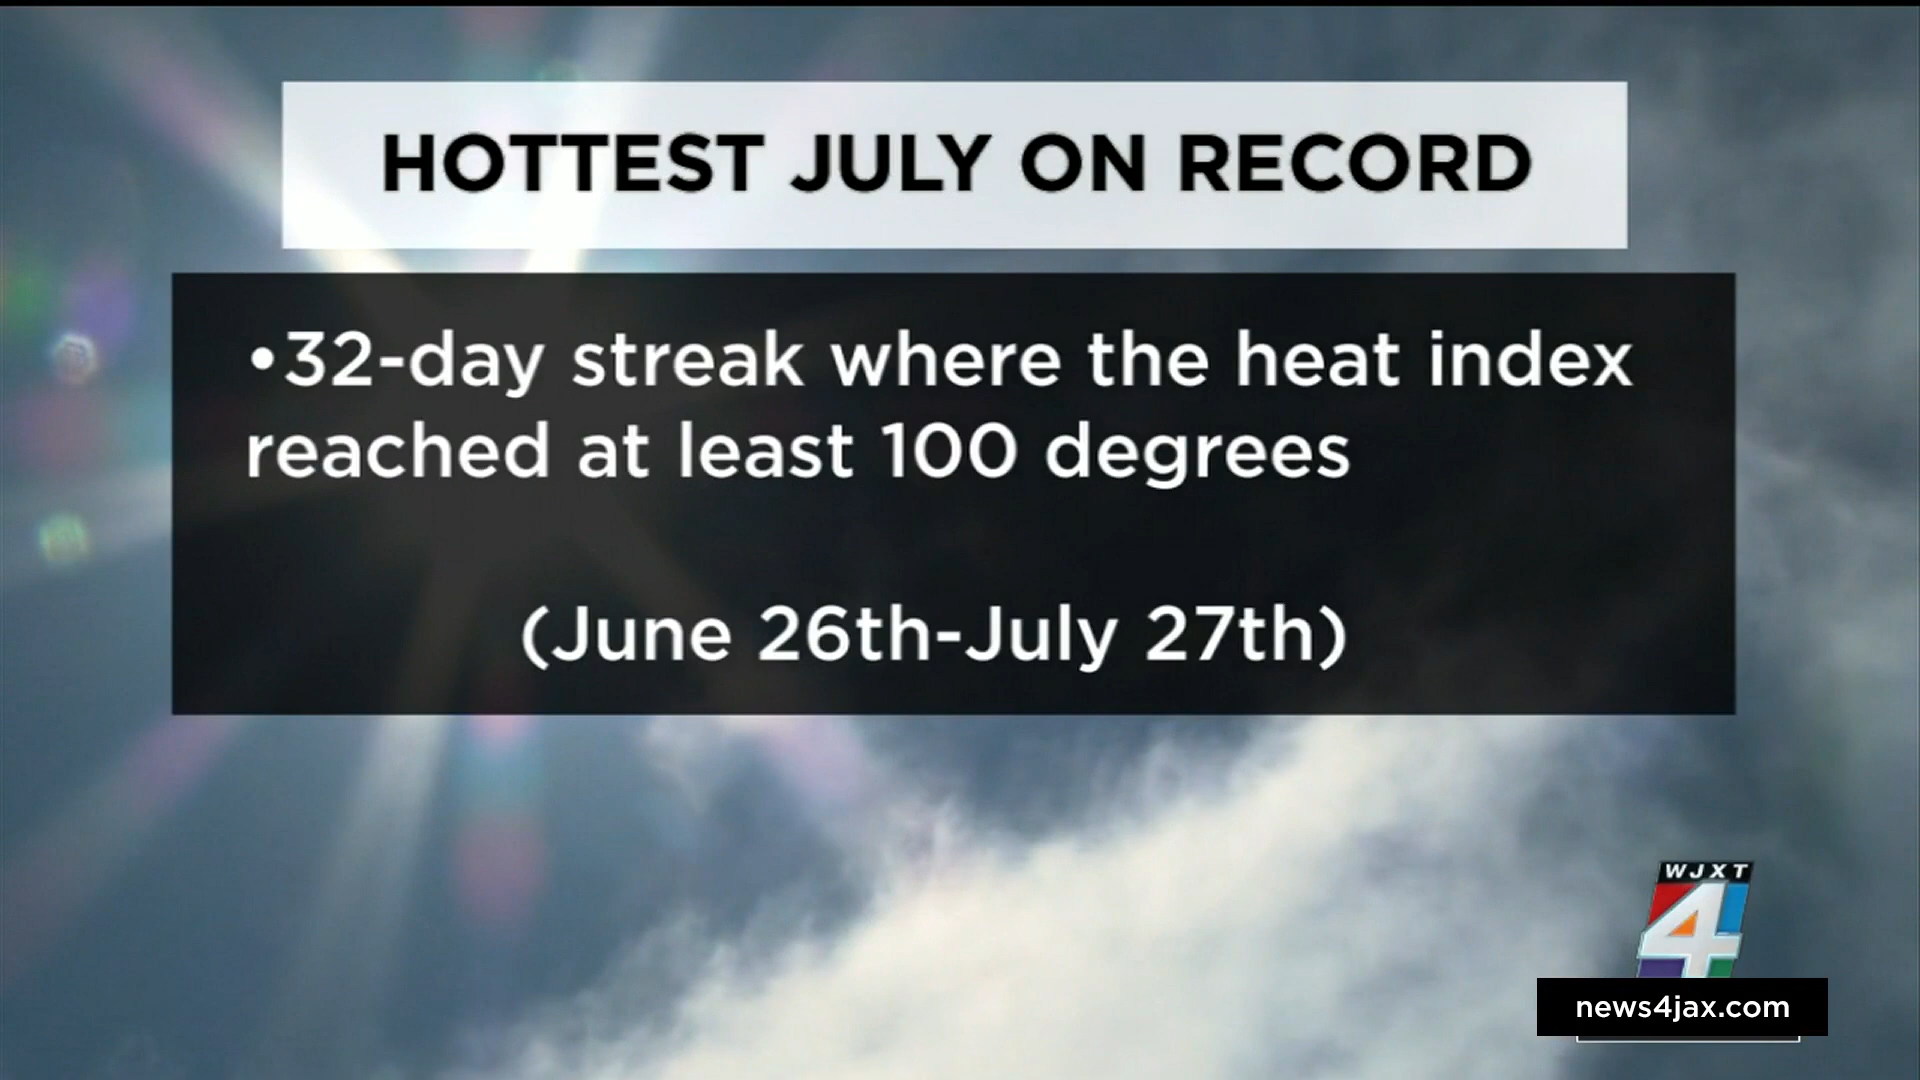 HOTTEST JULY ON RECORD
•32-day streak where the heat index
reached at least 100 degrees
(June 26th-July 27th)
WJXT
4
news4jax.com